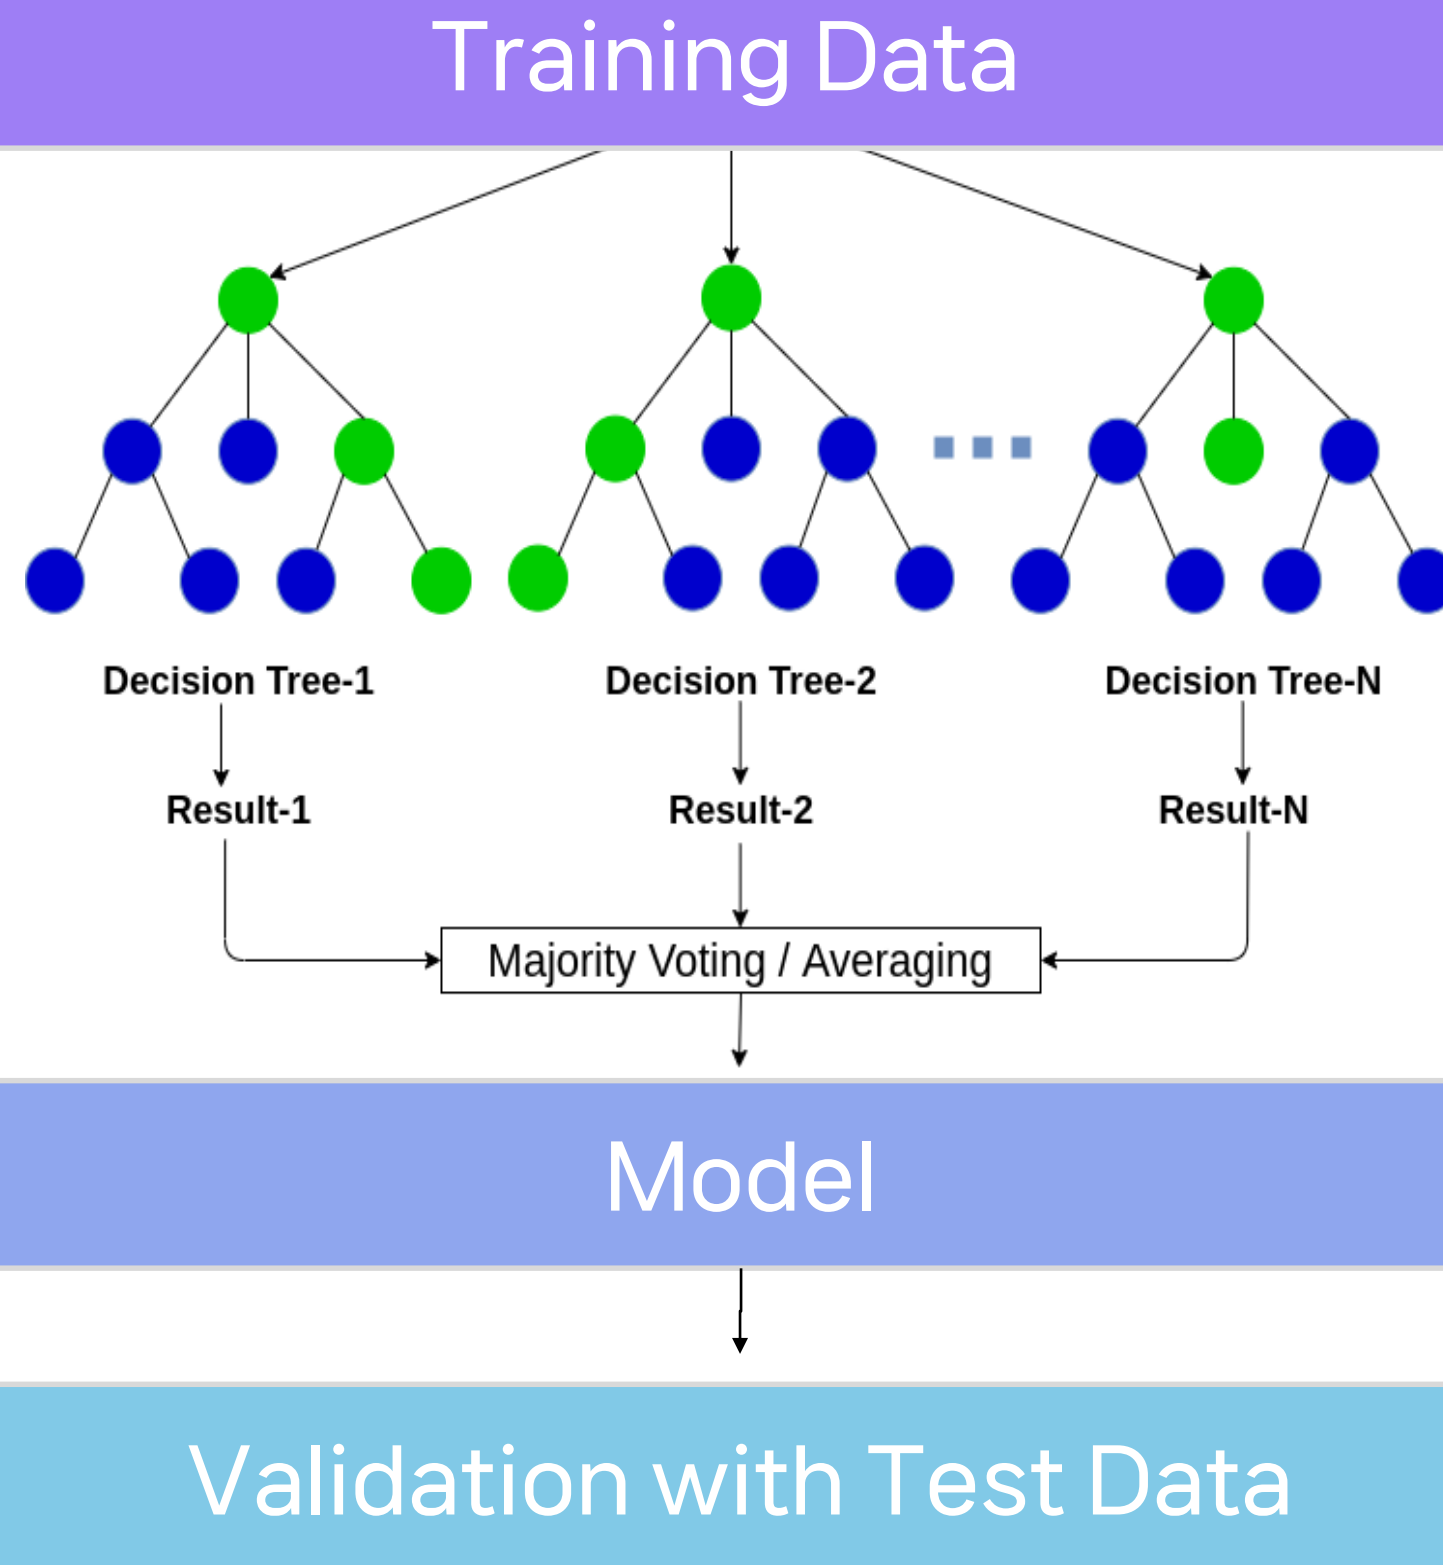 Training Data
Decision Tree-1
Decision Tree-2
Decision Tree-N
Result-1
Result-2
Result-N
Majority Voting / Averaging
Model
Validation with Test Data